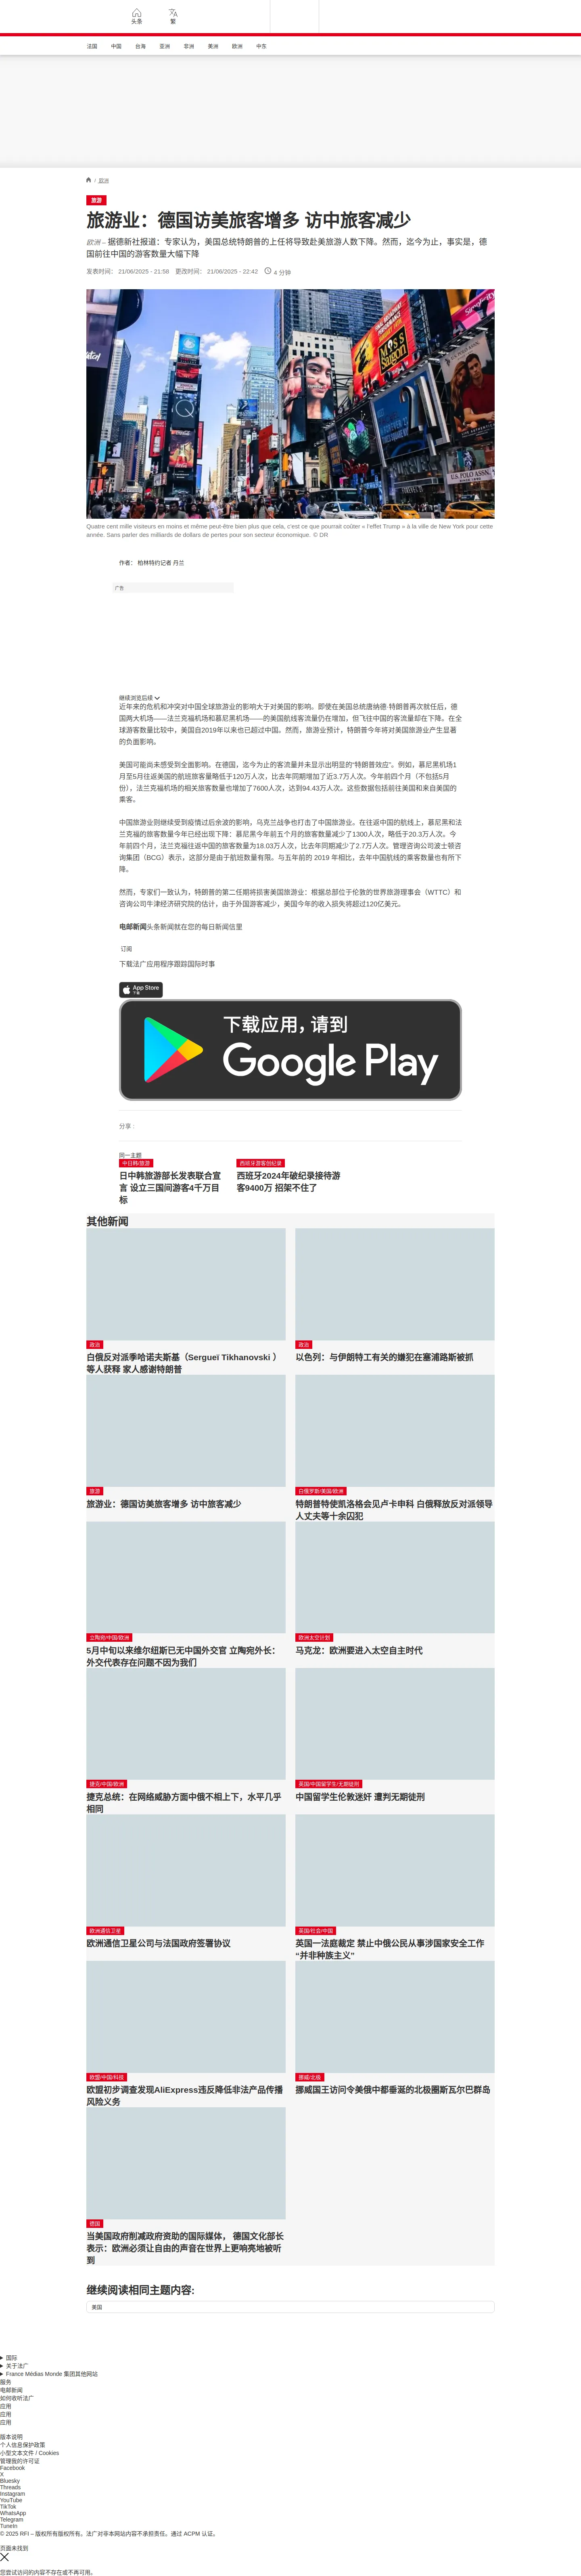 头条
繁
法国 中国 台海 亚洲 非洲 美洲 欧洲 中东
/ 欧洲
旅游
旅游业：德国访美旅客增多 访中旅客减少
欧洲 – 据德新社报道：专家认为，美国总统特朗普的上任将导致赴美旅游人数下降。然而，迄今为止，事实是，德
国前往中国的游客数量大幅下降
发表时间： 21/06/2025 - 21:58 更改时间： 21/06/2025 - 22:42 4 分钟
Quatre cent mille visiteurs en moins et même peut-être bien plus que cela, c'est ce que pourrait coûter « l'effet Trump » à la ville de New York pour cette
année. Sans parler des milliards de dollars de pertes pour son secteur économique. © DR
作者： 柏林特约记者 丹兰
广告
继续浏览后续
近年来的危机和冲突对中国全球旅游业的影响大于对美国的影响。即使在美国总统唐纳德·特朗普再次就任后，德
国两大机场——法兰克福机场和慕尼黑机场——的美国航线客流量仍在增加，但飞往中国的客流量却在下降。在全
球游客数量比较中，美国自2019年以来也已超过中国。然而，旅游业预计，特朗普今年将对美国旅游业产生显著
的负面影响。
美国可能尚未感受到全面影响。在德国，迄今为止的客流量并未显示出明显的“特朗普效应”。例如，慕尼黑机场1
月至5月往返美国的航班旅客量略低于120万人次，比去年同期增加了近3.7万人次。今年前四个月（不包括5月
份），法兰克福机场的相关旅客数量也增加了7600人次，达到94.43万人次。这些数据包括前往美国和来自美国的
乘客。
中国旅游业则继续受到疫情过后余波的影响，乌克兰战争也打击了中国旅游业。在往返中国的航线上，慕尼黑和法
兰克福的旅客数量今年已经出现下降：慕尼黑今年前五个月的旅客数量减少了1300人次，略低于20.3万人次。今
年前四个月，法兰克福往返中国的旅客数量为18.03万人次，比去年同期减少了2.7万人次。管理咨询公司波士顿咨
询集团（BCG）表示，这部分是由于航班数量有限。与五年前的 2019 年相比，去年中国航线的乘客数量也有所下
降。
然而，专家们一致认为，特朗普的第二任期将损害美国旅游业：根据总部位于伦敦的世界旅游理事会（WTTC）和
咨询公司牛津经济研究院的估计，由于外国游客减少，美国今年的收入损失将超过120亿美元。
电邮新闻头条新闻就在您的每日新闻信里
订阅
下载法广应用程序跟踪国际时事
App Store
下载
下载应用，请到
Google Play
分享 :
同一主题
中日韩/旅游
日中韩旅游部长发表联合宣
言 设立三国间游客4千万目
标
西班牙游客创纪录
西班牙2024年破纪录接待游
客9400万 招架不住了
其他新闻
政治
白俄反对派季哈诺夫斯基（Sergueï Tikhanovski ）
等人获释 家人感谢特朗普
政治
以色列：与伊朗特工有关的嫌犯在塞浦路斯被抓
旅游
旅游业：德国访美旅客增多 访中旅客减少
白俄罗斯/美国/欧洲
特朗普特使凯洛格会见卢卡申科 白俄释放反对派领导
人丈夫等十余囚犯
立陶宛/中国/欧洲
5月中旬以来维尔纽斯已无中国外交官 立陶宛外长：
外交代表存在问题不因为我们
欧洲太空计划
马克龙：欧洲要进入太空自主时代
捷克/中国/欧洲
捷克总统：在网络威胁方面中俄不相上下，水平几乎
相同
英国/中国留学生/无期徒刑
中国留学生伦敦迷奸 遭判无期徒刑
欧洲通信卫星
欧洲通信卫星公司与法国政府签署协议
英国/社会/中国
英国一法庭裁定 禁止中俄公民从事涉国家安全工作
“并非种族主义”
欧盟/中国/科技
欧盟初步调查发现AliExpress违反降低非法产品传播
风险义务
挪威/北极
挪威国王访问令美俄中都垂涎的北极圈斯瓦尔巴群岛
德国
当美国政府削减政府资助的国际媒体， 德国文化部长
表示：欧洲必须让自由的声音在世界上更响亮地被听
到
继续阅读相同主题内容:
美国
国际
关于法广
France Médias Monde 集团其他网站
服务
电邮新闻
如何收听法广
应用
应用
应用
版本说明
个人信息保护政策
小型文本文件 / Cookies
管理我的许可证
Facebook
X
Bluesky
Threads
Instagram
YouTube
TikTok
WhatsApp
Telegram
TuneIn
© 2025 RFI – 版权所有版权所有。法广对非本网站内容不承担责任。通过 ACPM 认证。
页面未找到
您尝试访问的内容不存在或不再可用。